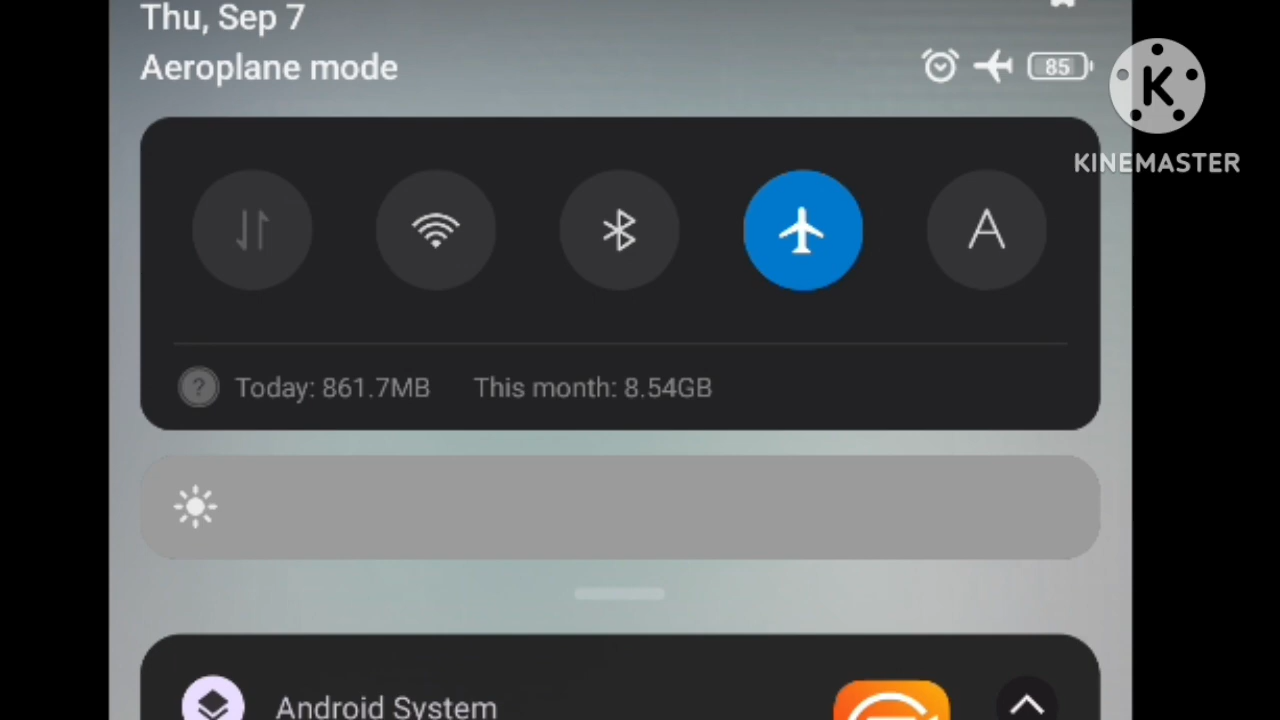 Thu, Sep 7
Aeroplane mode
85
K
KINEMASTER
A
? Today: 861.7MB This month: 8.54GB
Android System